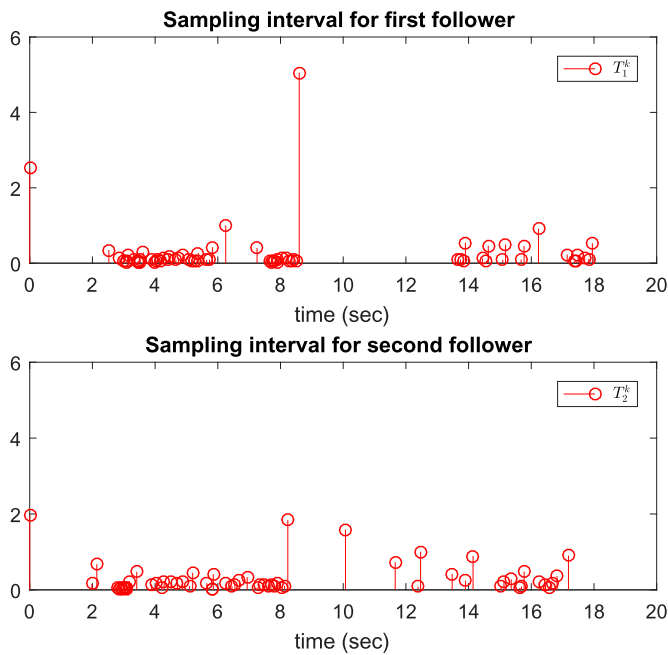 Sampling interval for first follower
6
4
2
0
T_1^k
0 2 4 6 8 10 12 14 16 18 20
time (sec)
Sampling interval for second follower
6
4
2
0
T_2^k
0 2 4 6 8 10 12 14 16 18 20
time (sec)